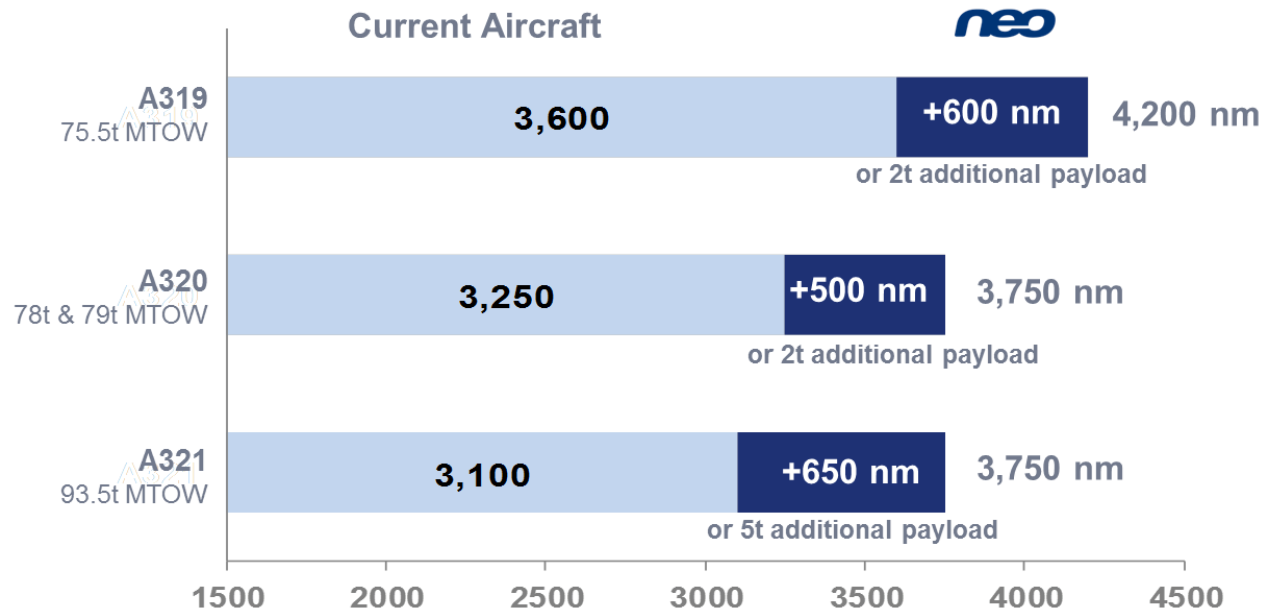 Current Aircraft
neo
A319
75.5t MTOW
3,600
+600 nm
4,200 nm
or 2t additional payload
A320
78t & 79t MTOW
3,250
+500 nm
3,750 nm
or 2t additional payload
A321
93.5t MTOW
3,100
+650 nm
3,750 nm
or 5t additional payload
1500 2000 2500 3000 3500 4000 4500